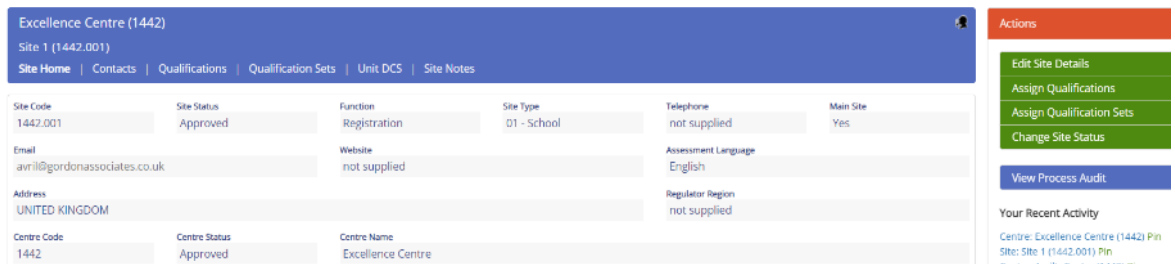 Excellence Centre (1442)
Site 1 (1442.001)
Site Home | Contacts | Qualifications | Qualification Sets | Unit DCS | Site Notes
Site Code Site Status Function Site Type Telephone Main Site
1442.001 Approved Registration 01 - School not supplied Yes
Email Website Assessment Language
avril@gordonassociates.co.uk not supplied English
Address Regulator Region
UNITED KINGDOM not supplied
Centre Code Centre Status Centre Name
1442 Approved Excellence Centre
Actions
Edit Site Details
Assign Qualifications
Assign Qualification Sets
Change Site Status
View Process Audit
Your Recent Activity
Centre: Excellence Centre (1442) Pin
Site: Site 1 (1442.001) Pin